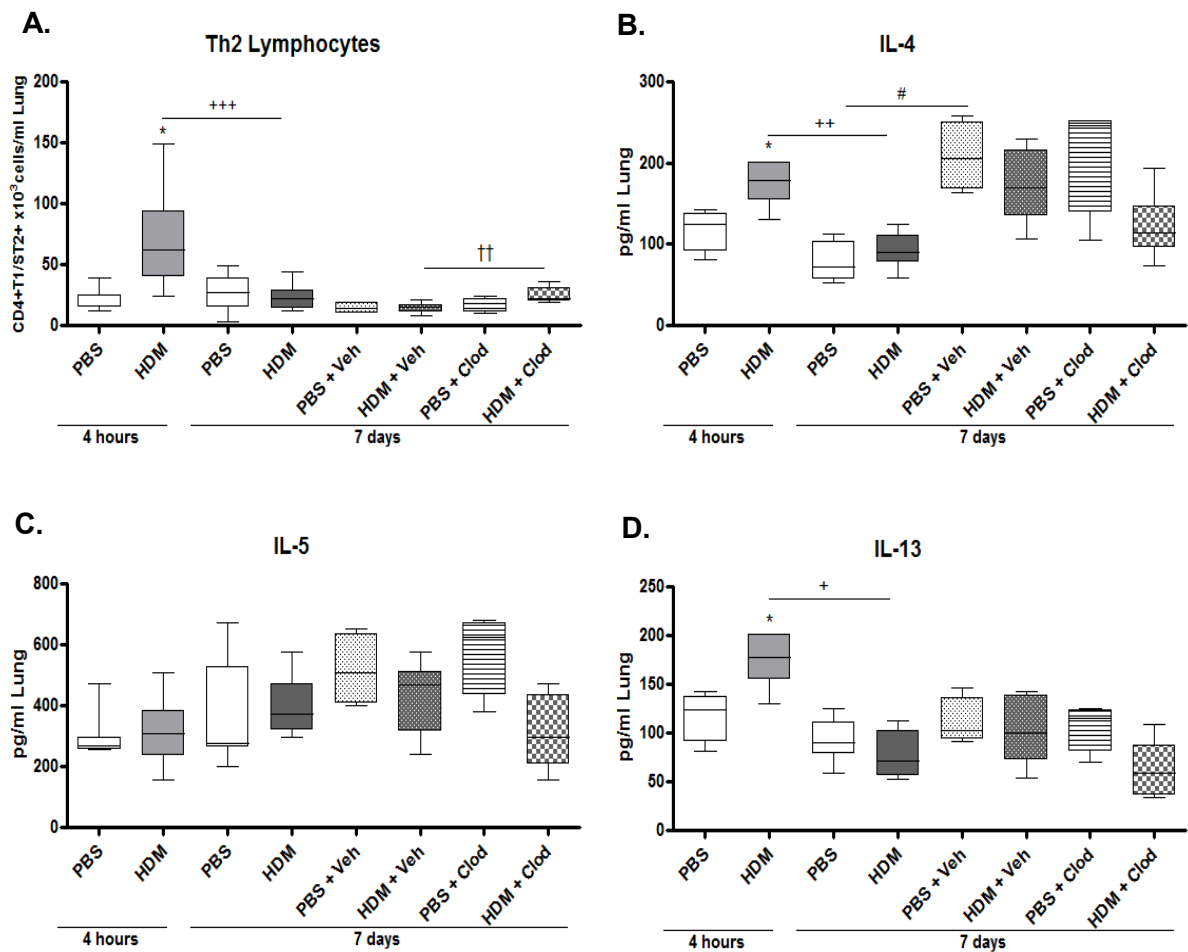 A.
Th2 Lymphocytes
CD4+T1/ST2+ x10³cells/ml Lung
200
150
100
50
0
+++
*
††
PBS
HDM
PBS
HDM
PBS + Veh
HDM + Veh
PBS + Clod
HDM + Clod
4 hours
7 days
B.
IL-4
pg/ml Lung
300
200
100
0
#
++
*
PBS
HDM
PBS
HDM
PBS + Veh
HDM + Veh
PBS + Clod
HDM + Clod
4 hours
7 days
C.
IL-5
pg/ml Lung
800
600
400
200
0
PBS
HDM
PBS
HDM
PBS + Veh
HDM + Veh
PBS + Clod
HDM + Clod
4 hours
7 days
D.
IL-13
pg/ml Lung
250
200
150
100
50
0
+
*
PBS
HDM
PBS
HDM
PBS + Veh
HDM + Veh
PBS + Clod
HDM + Clod
4 hours
7 days